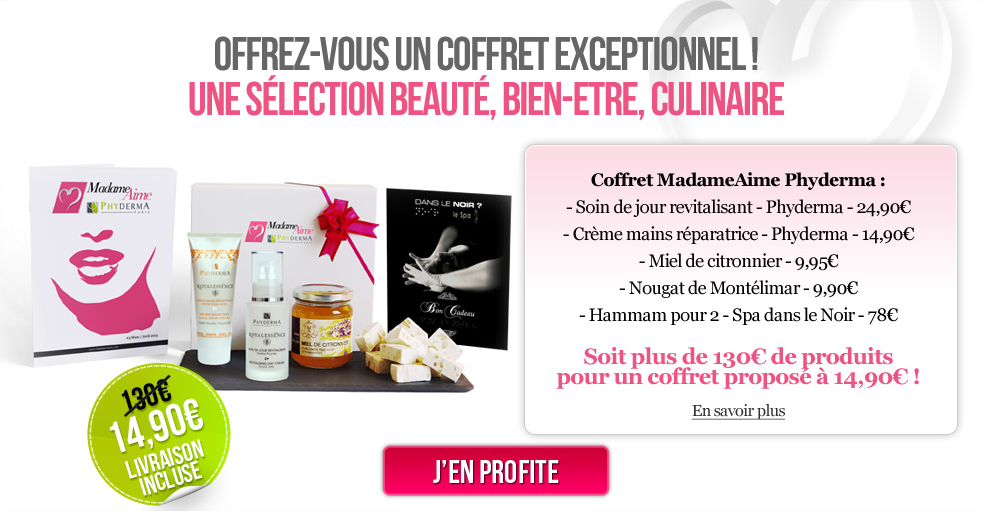 OFFREZ-VOUS UN COFFRET EXCEPTIONNEL !
UNE SÉLECTION BEAUTÉ, BIEN-ETRE, CULINAIRE
Madame
Aime
PHYDERMA
PARIS
Madame
Aime
PHYDERMA
DANS LE NOIR ?
le Spa
Bon Cadeau
PHYDERMA
ROYALESSENCE
PHYDERMA
ROYALESSENCE
MIEL DE CITRONNIER
130€
14,90€
LIVRAISON
INCLUSE
Coffret MadameAime Phyderma :
- Soin de jour revitalisant - Phyderma - 24,90€
- Crème mains réparatrice - Phyderma - 14,90€
- Miel de citronnier - 9,95€
- Nougat de Montélimar - 9,90€
- Hammam pour 2 - Spa dans le Noir - 78€
Soit plus de 130€ de produits
pour un coffret proposé à 14,90€ !
En savoir plus
J'EN PROFITE